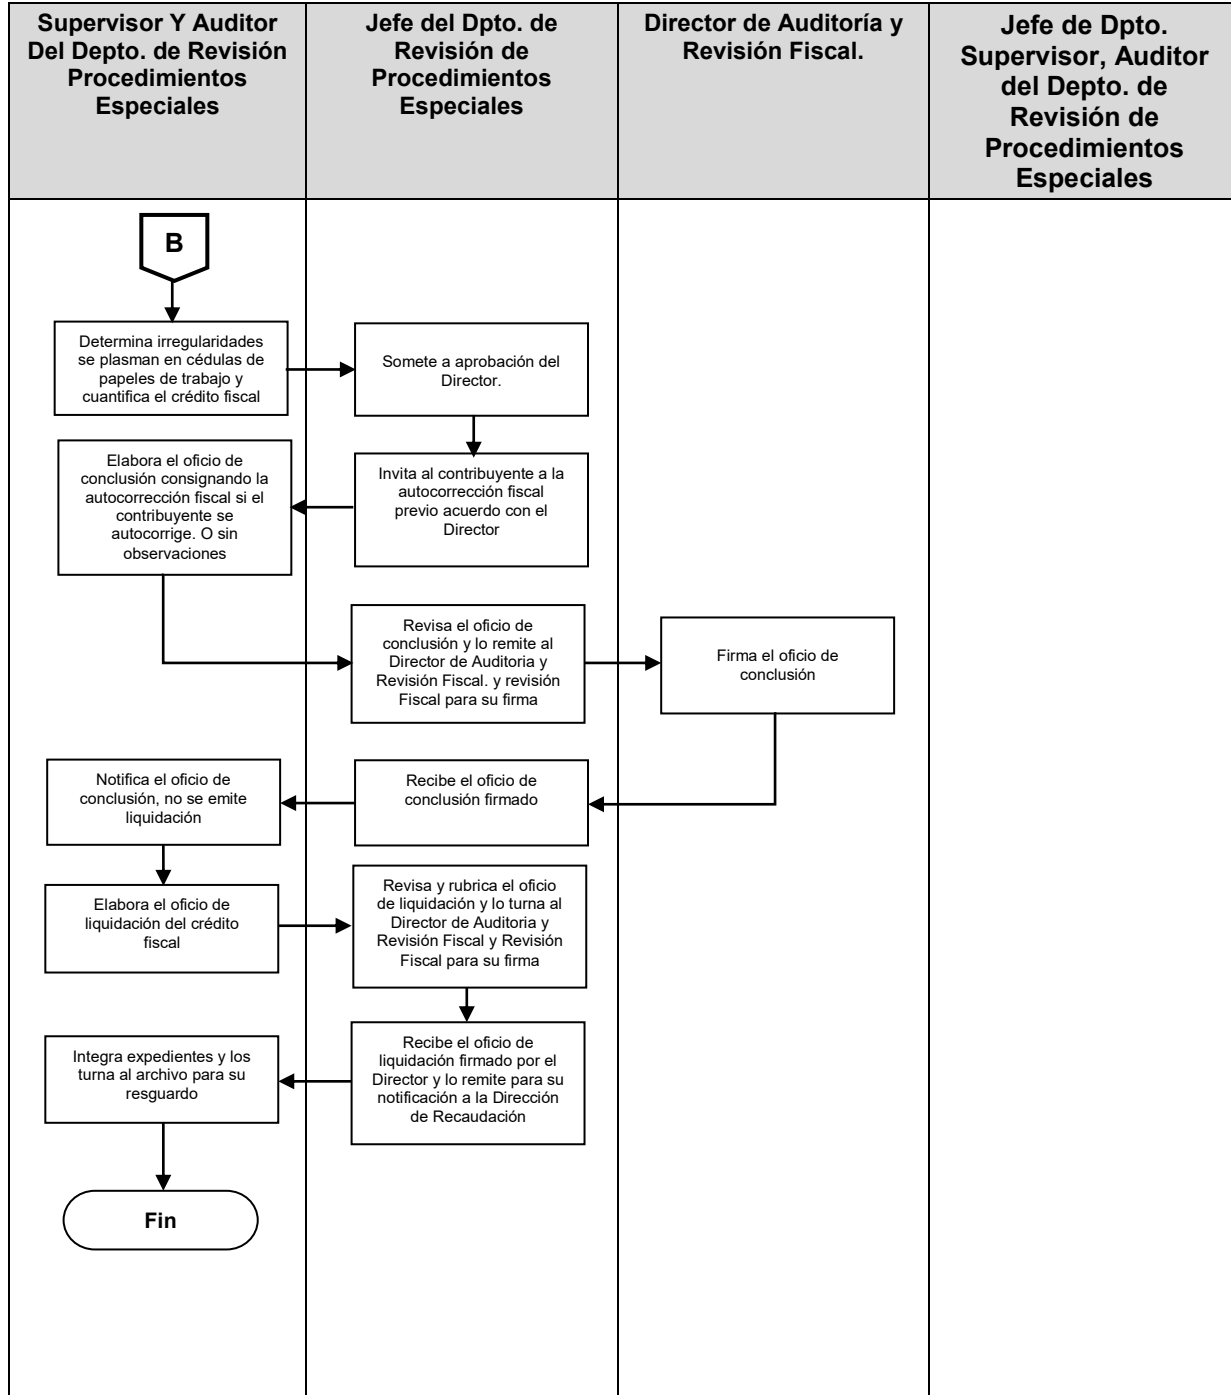 Supervisor Y Auditor
Del Depto. de Revisión
Procedimientos
Especiales
Jefe del Dpto. de
Revisión de
Procedimientos
Especiales
Director de Auditoría y
Revisión Fiscal.
Jefe de Dpto.
Supervisor, Auditor
del Depto. de
Revisión de
Procedimientos
Especiales
B
Determina irregularidades
se plasman en cédulas de
papeles de trabajo y
cuantifica el crédito fiscal
Somete a aprobación del
Director.
Elabora el oficio de
conclusión consignando la
autocorrección fiscal si el
contribuyente se
autocorrige. O sin
observaciones
Invita al contribuyente a la
autocorrección fiscal
previo acuerdo con el
Director
Revisa el oficio de
conclusión y lo remite al
Director de Auditoria y
Revisión Fiscal. y revisión
Fiscal para su firma
Firma el oficio de
conclusión
Notifica el oficio de
conclusión, no se emite
liquidación
Recibe el oficio de
conclusión firmado
Elabora el oficio de
liquidación del crédito
fiscal
Revisa y rubrica el oficio
de liquidación y lo turna al
Director de Auditoria y
Revisión Fiscal y Revisión
Fiscal para su firma
Integra expedientes y los
turna al archivo para su
resguardo
Recibe el oficio de
liquidación firmado por el
Director y lo remite para su
notificación a la Dirección
de Recaudación
Fin